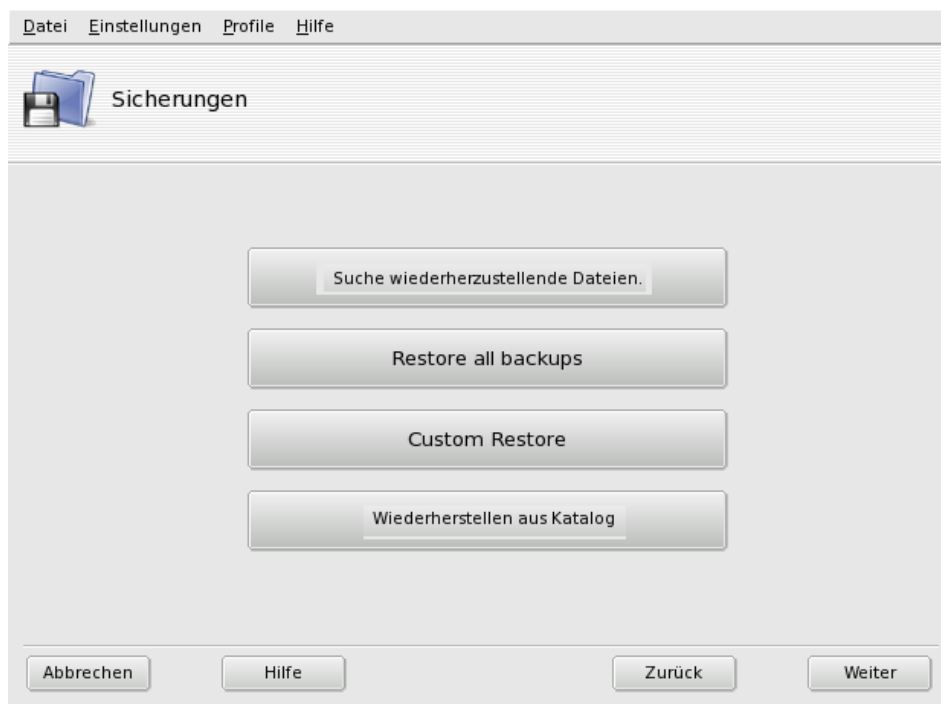 Datei Einstellungen Profile Hilfe
Sicherungen
Suche wiederherzustellende Dateien.
Restore all backups
Custom Restore
Wiederherstellen aus Katalog
Abbrechen Hilfe Zurück Weiter